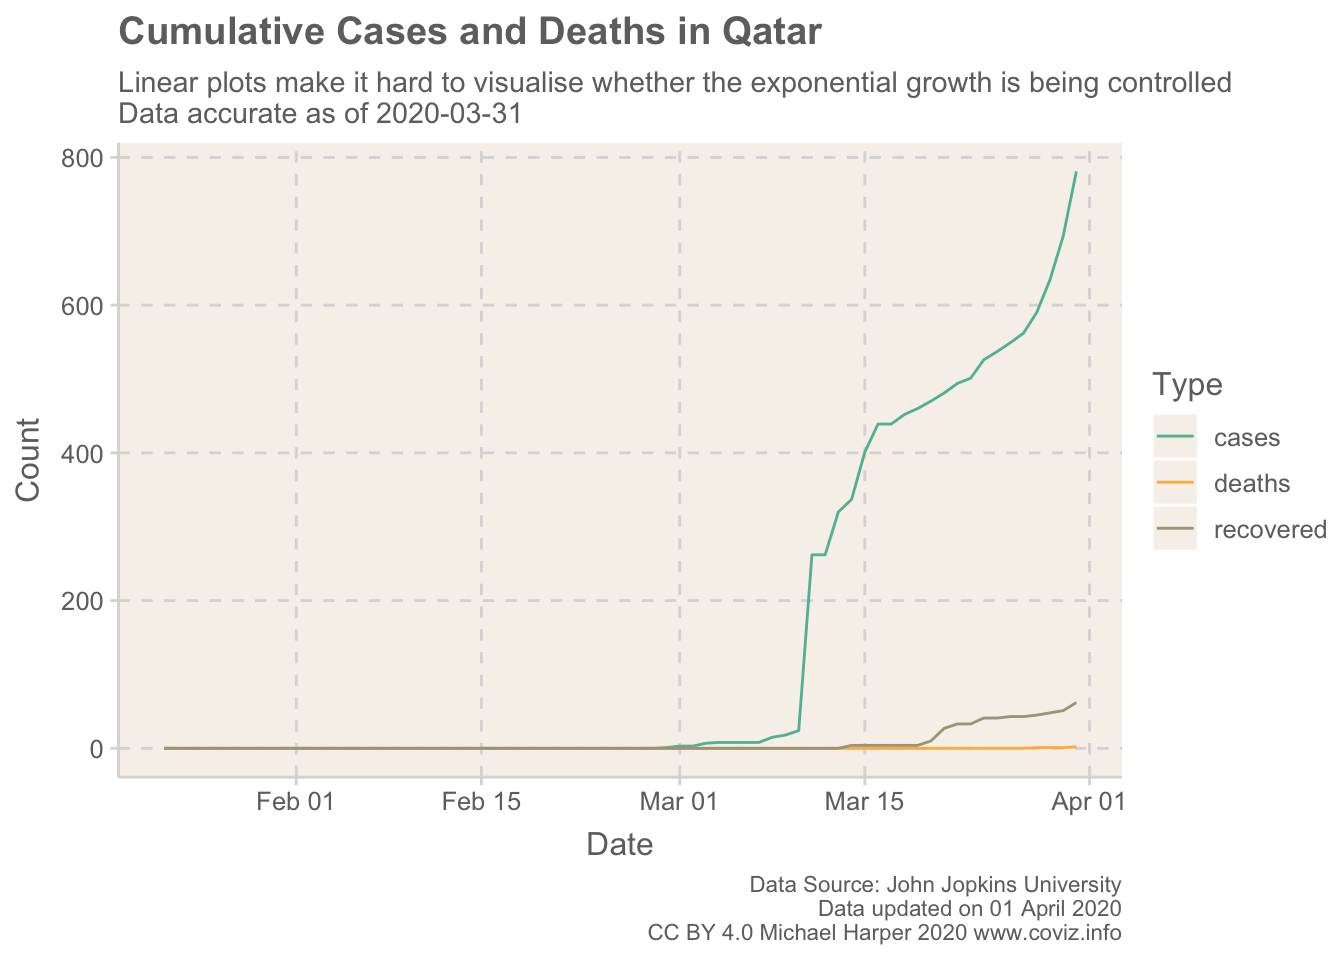 Cumulative Cases and Deaths in Qatar
Linear plots make it hard to visualise whether the exponential growth is being controlled
Data accurate as of 2020-03-31
800
600
400
200
0
Count
Feb 01
Feb 15
Mar 01
Mar 15
Apr 01
Date
Type
cases
deaths
recovered
Data Source: John Jopkins University
Data updated on 01 April 2020
CC BY 4.0 Michael Harper 2020 www.coviz.info